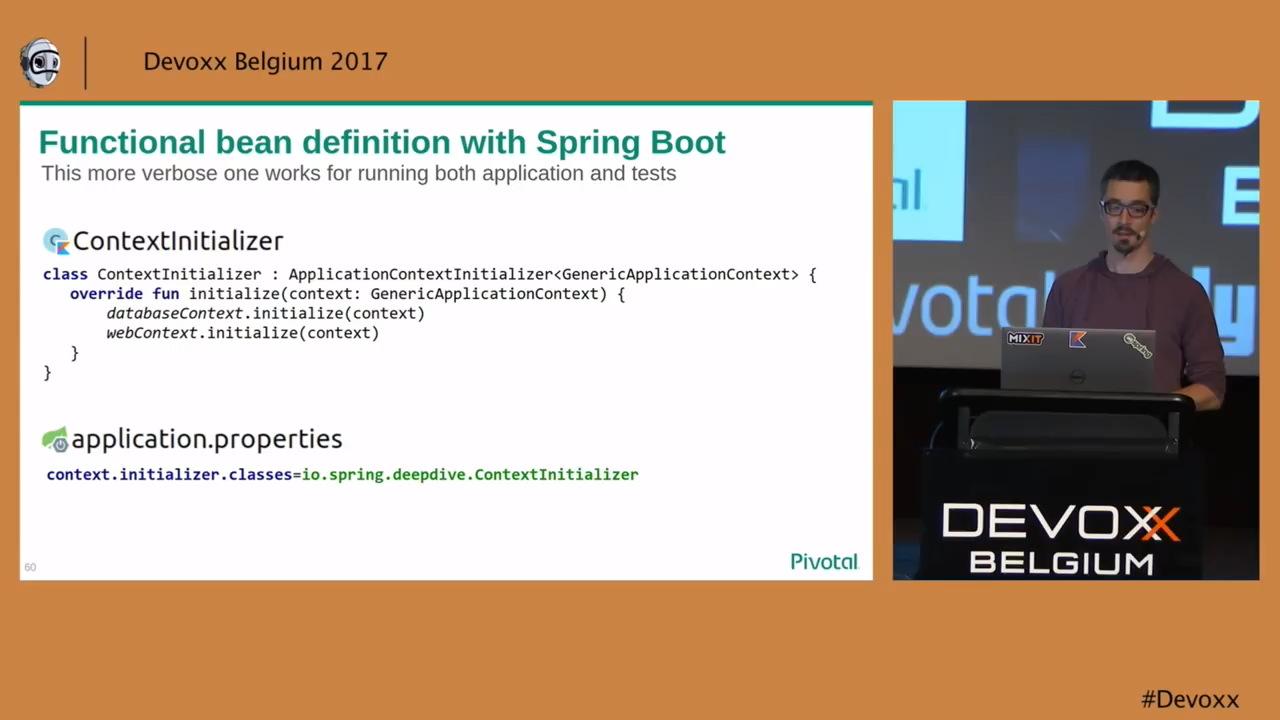 Devoxx Belgium 2017
Functional bean definition with Spring Boot
This more verbose one works for running both application and tests
ContextInitializer
class ContextInitializer : ApplicationContextInitializer<GenericApplicationContext> {
override fun initialize(context: GenericApplicationContext) {
databaseContext.initialize(context)
webContext.initialize(context)
}
}
application.properties
context.initializer.classes=io.spring.deepdive.ContextInitializer
60
Pivotal
MIXIT
spring
DEVOXX
BELGIUM
#Devoxx